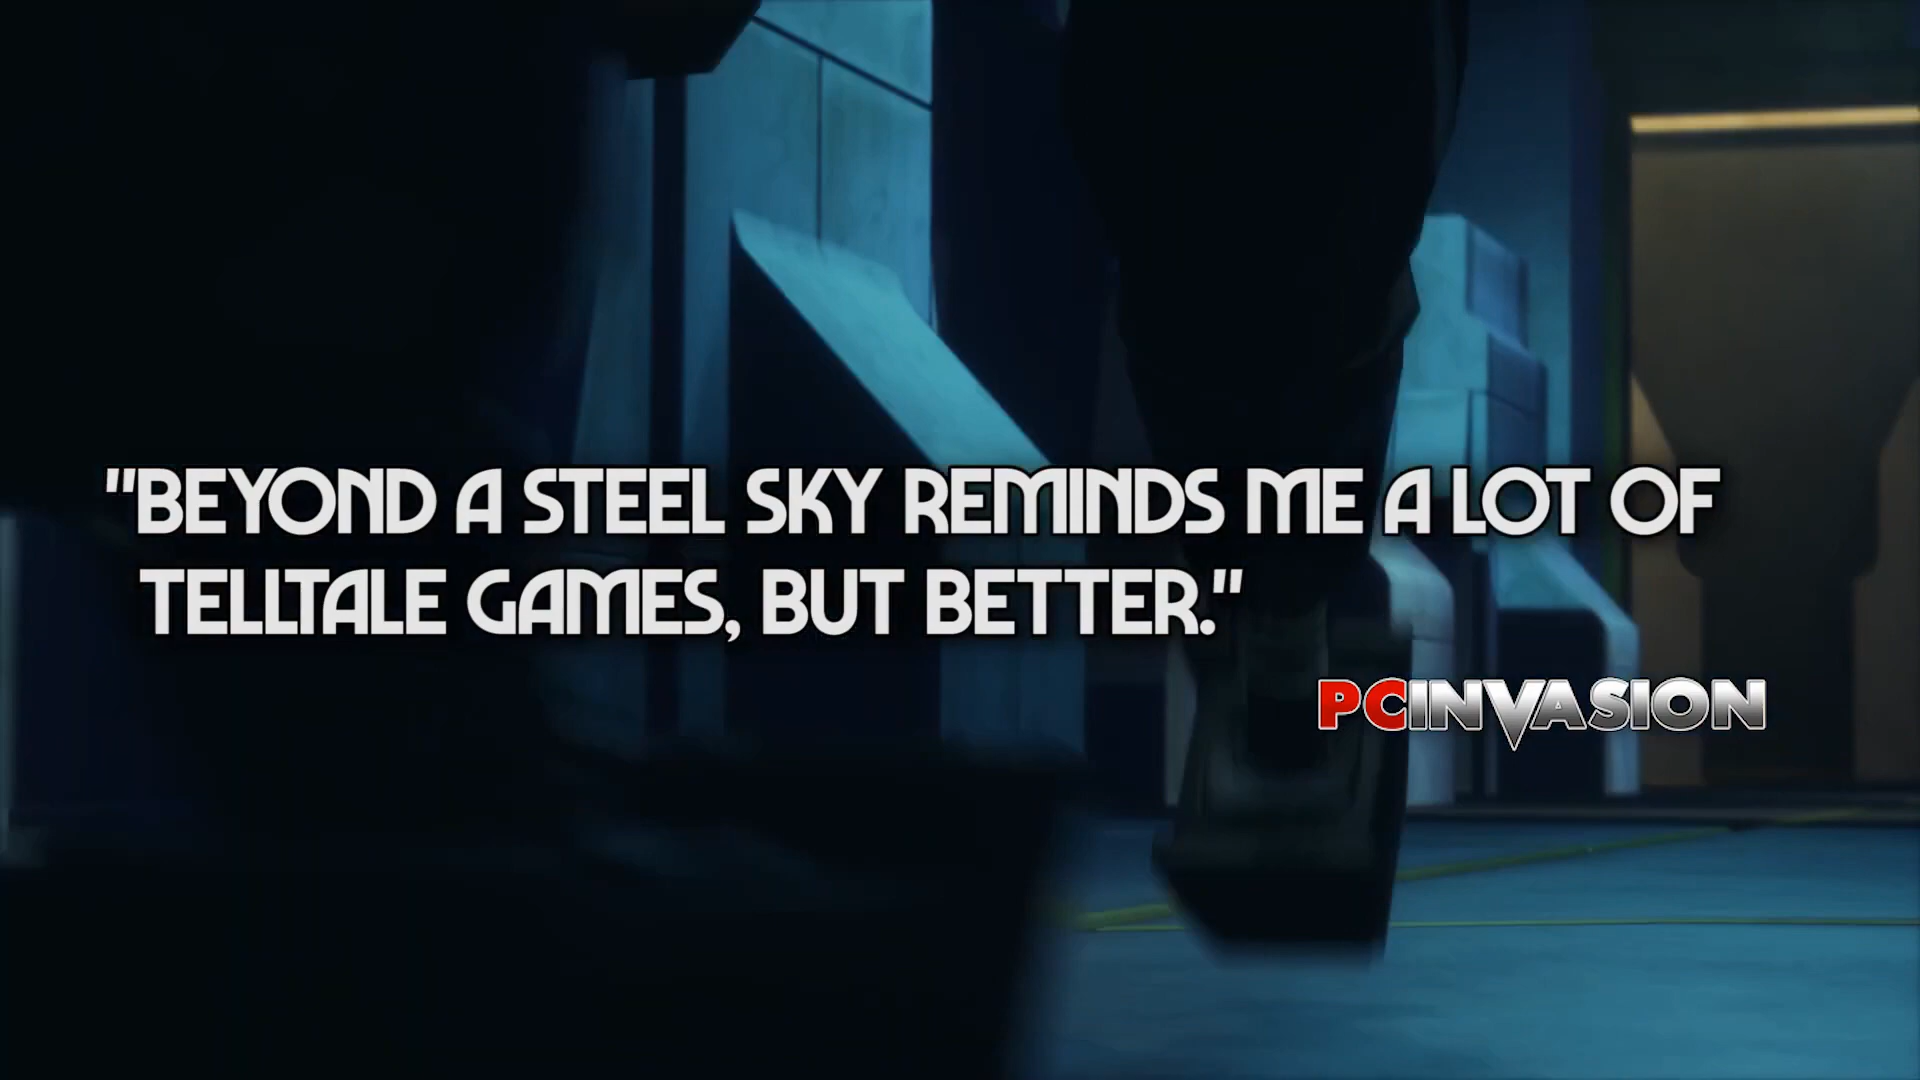 "BEYOND A STEEL SKY REMINDS ME A LOT OF
TELLTALE GAMES, BUT BETTER."
PCINVASION